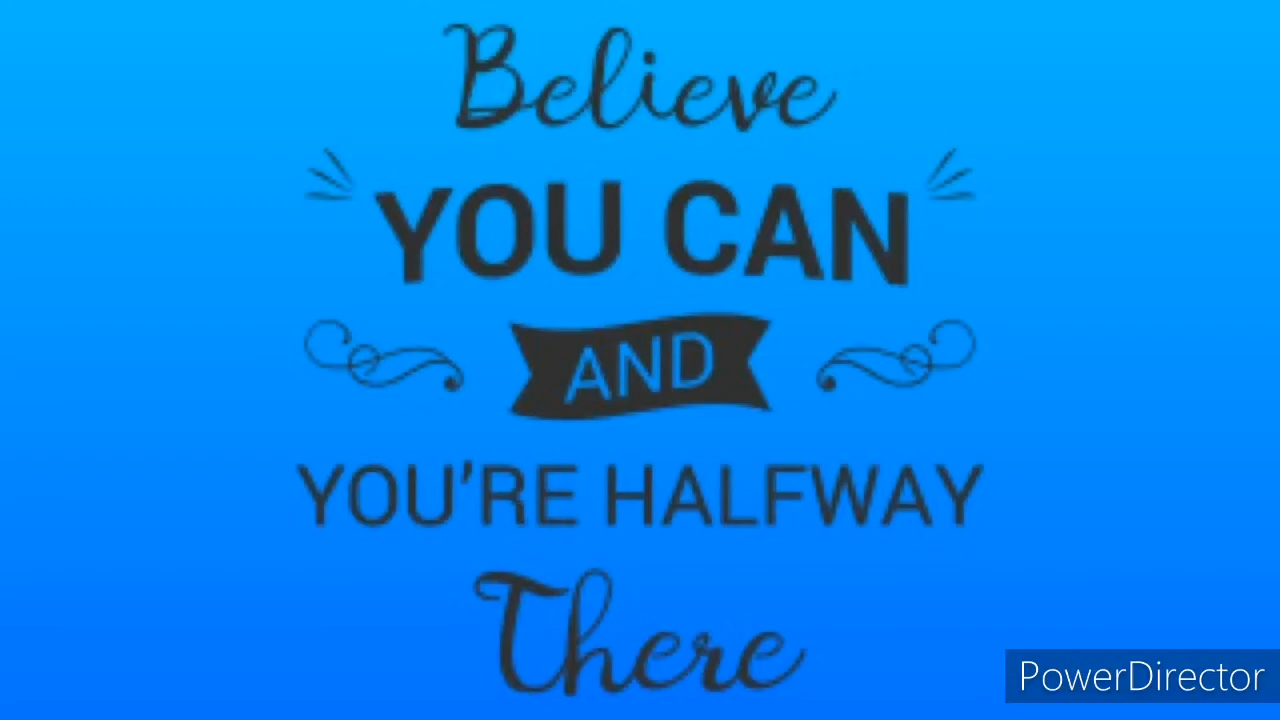 Believe
YOU CAN
AND
YOU'RE HALFWAY
There
PowerDirector